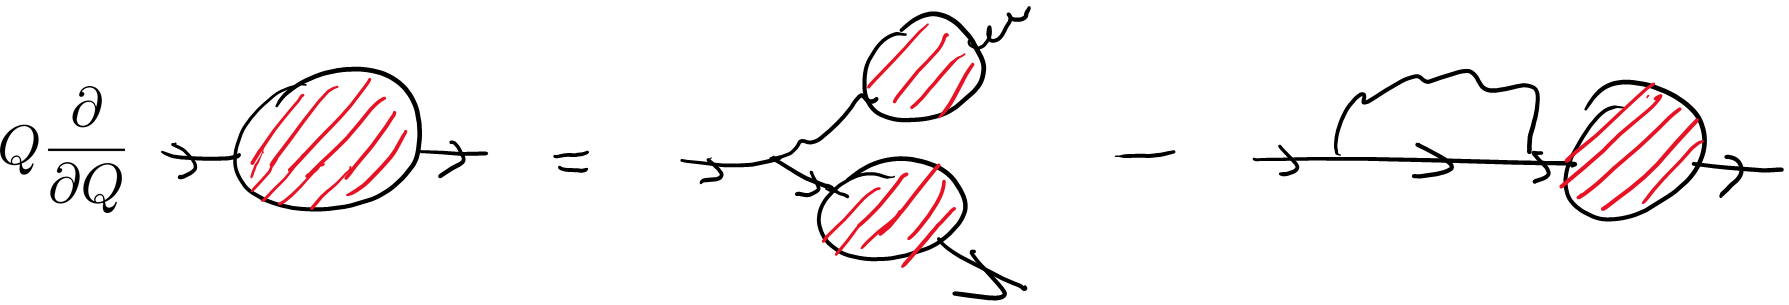 Q ∂/∂Q = −